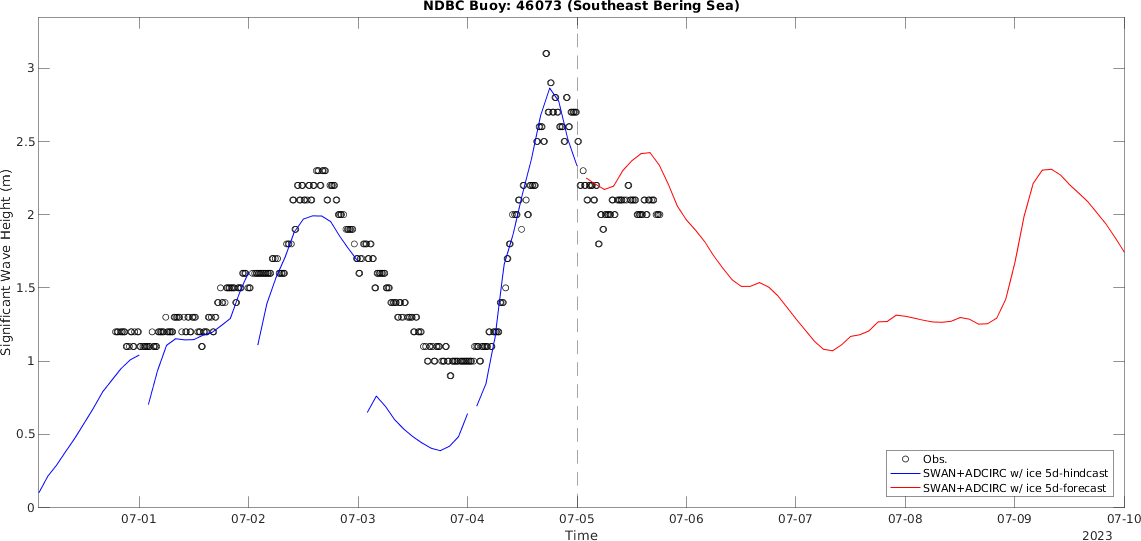 NDBC Buoy: 46073 (Southeast Bering Sea)
Significant Wave Height (m)
3
2.5
2
1.5
1
0.5
0
07-01 07-02 07-03 07-04 07-05 07-06 07-07 07-08 07-09 07-10
Time
2023
Obs.
SWAN+ADCIRC w/ ice 5d-hindcast
SWAN+ADCIRC w/ ice 5d-forecast